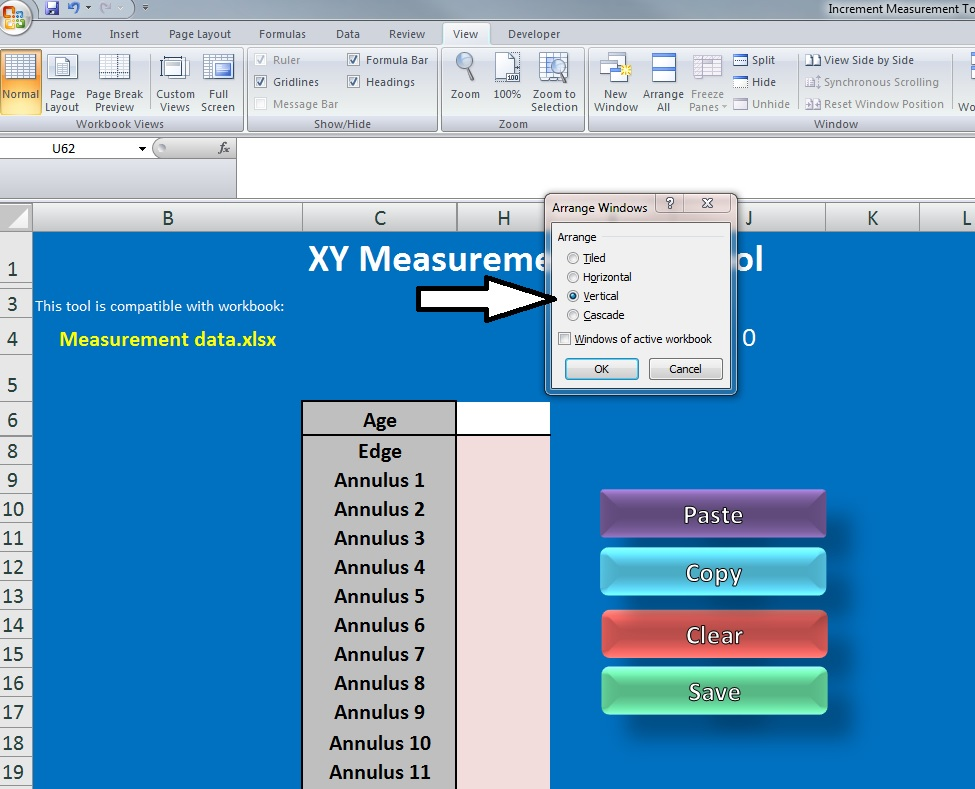 Increment Measurement To
Home Insert Page Layout Formulas Data Review View Developer
Normal Page Layout Page Break Preview Custom Views Full Screen
Workbook Views
Ruler Formula Bar
Gridlines Headings
Message Bar
Show/Hide
Zoom 100% Zoom to Selection
Zoom
New Window Arrange All Freeze Panes
Split
Hide
Unhide
View Side by Side
Synchronous Scrolling
Reset Window Position
Window
U62 fx
B C H J K L
Arrange Windows ?
Arrange
Tiled
Horizontal
Vertical
Cascade
Windows of active workbook
OK Cancel
1 XY Measureme ol
3 This tool is compatible with workbook:
4 Measurement data.xlsx 0
5
6 Age
8 Edge
9 Annulus 1
10 Annulus 2
11 Annulus 3
12 Annulus 4
13 Annulus 5
14 Annulus 6
15 Annulus 7
16 Annulus 8
17 Annulus 9
18 Annulus 10
19 Annulus 11
Paste
Copy
Clear
Save